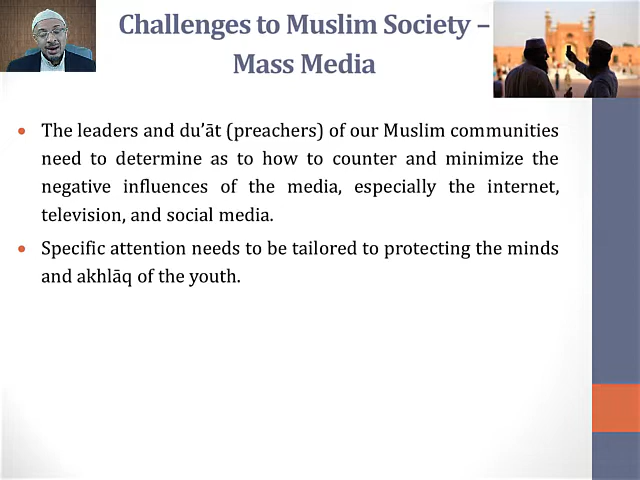 Challenges to Muslim Society –
Mass Media
• The leaders and du’āt (preachers) of our Muslim communities
need to determine as to how to counter and minimize the
negative influences of the media, especially the internet,
television, and social media.
• Specific attention needs to be tailored to protecting the minds
and akhlāq of the youth.